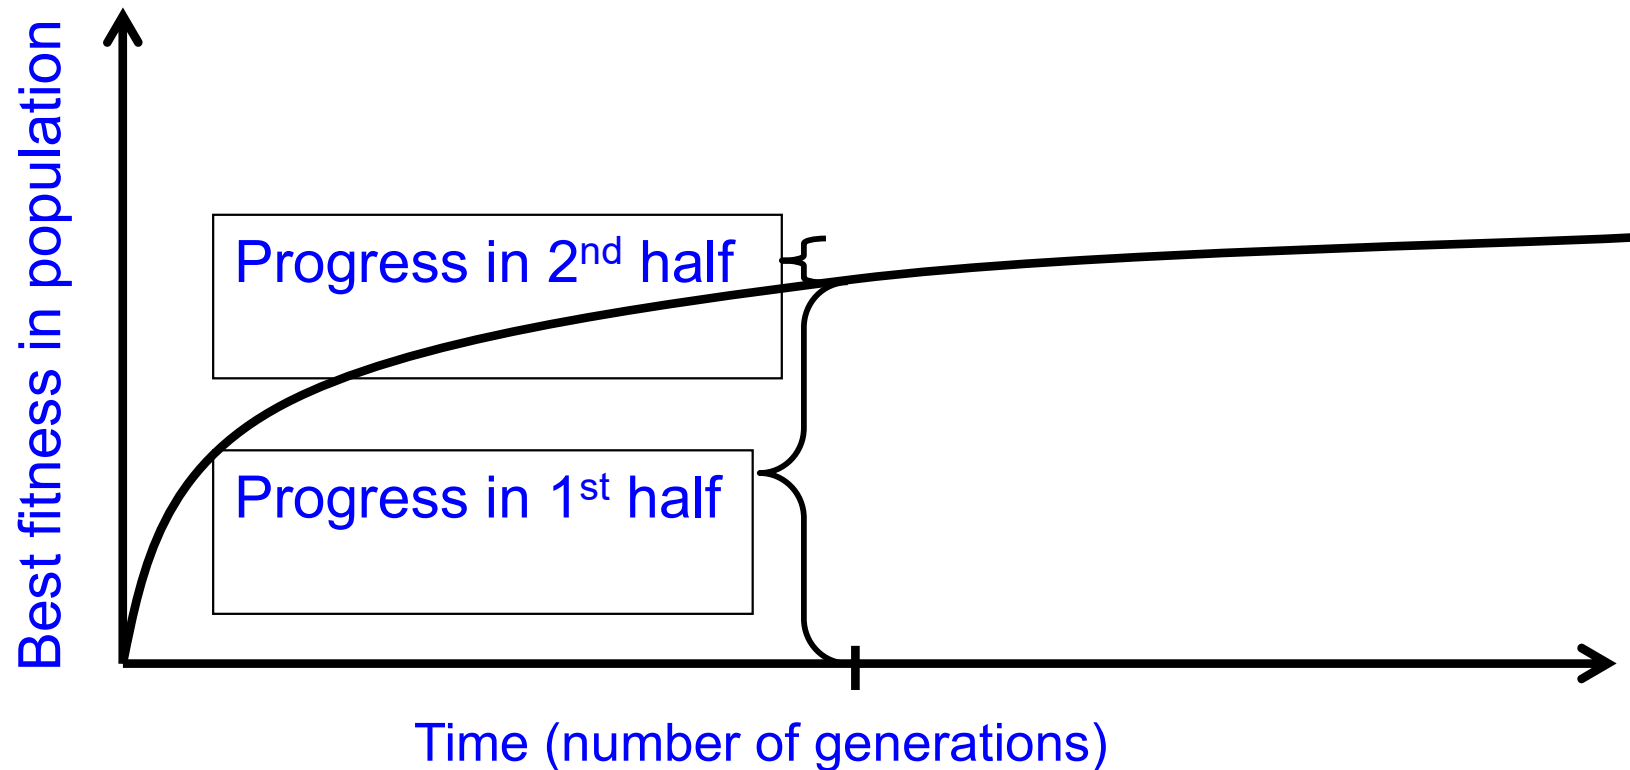 Best fitness in population
Progress in 2nd half
Progress in 1st half
Time (number of generations)